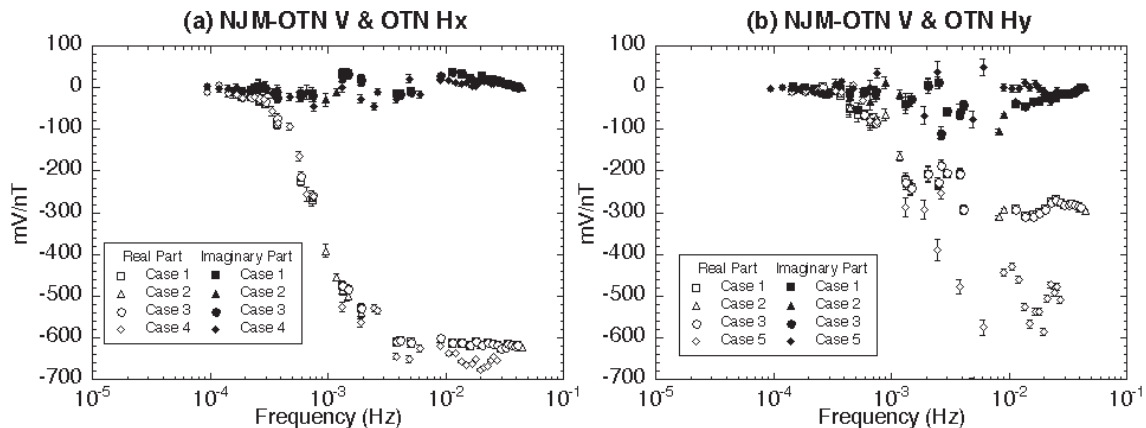 (a) NJM-OTN V & OTN Hx
100
0
-100
-200
-300
-400
-500
-600
-700
mV/nT
Real Part Imaginary Part
Case 1 Case 1
Case 2 Case 2
Case 3 Case 3
Case 4 Case 4
10-5 10-4 10-3 10-2 10-1
Frequency (Hz)
(b) NJM-OTN V & OTN Hy
100
0
-100
-200
-300
-400
-500
-600
-700
mV/nT
Real Part Imaginary Part
Case 1 Case 1
Case 2 Case 2
Case 3 Case 3
Case 5 Case 5
10-5 10-4 10-3 10-2 10-1
Frequency (Hz)